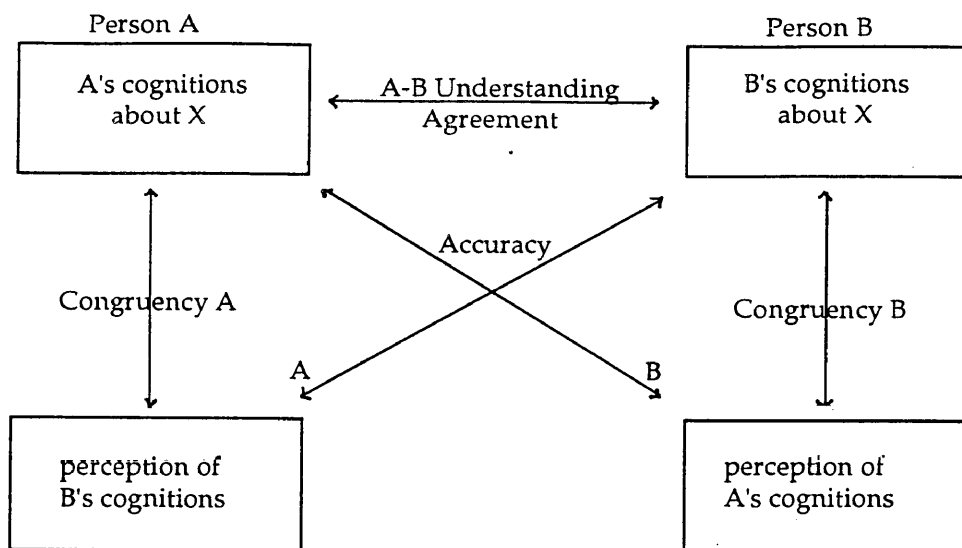 Person A
Person B
A's cognitions
about X
A-B Understanding
Agreement
B's cognitions
about X
Accuracy
Congruency A
Congruency B
A
B
perception of
B's cognitions
perception of
A's cognitions